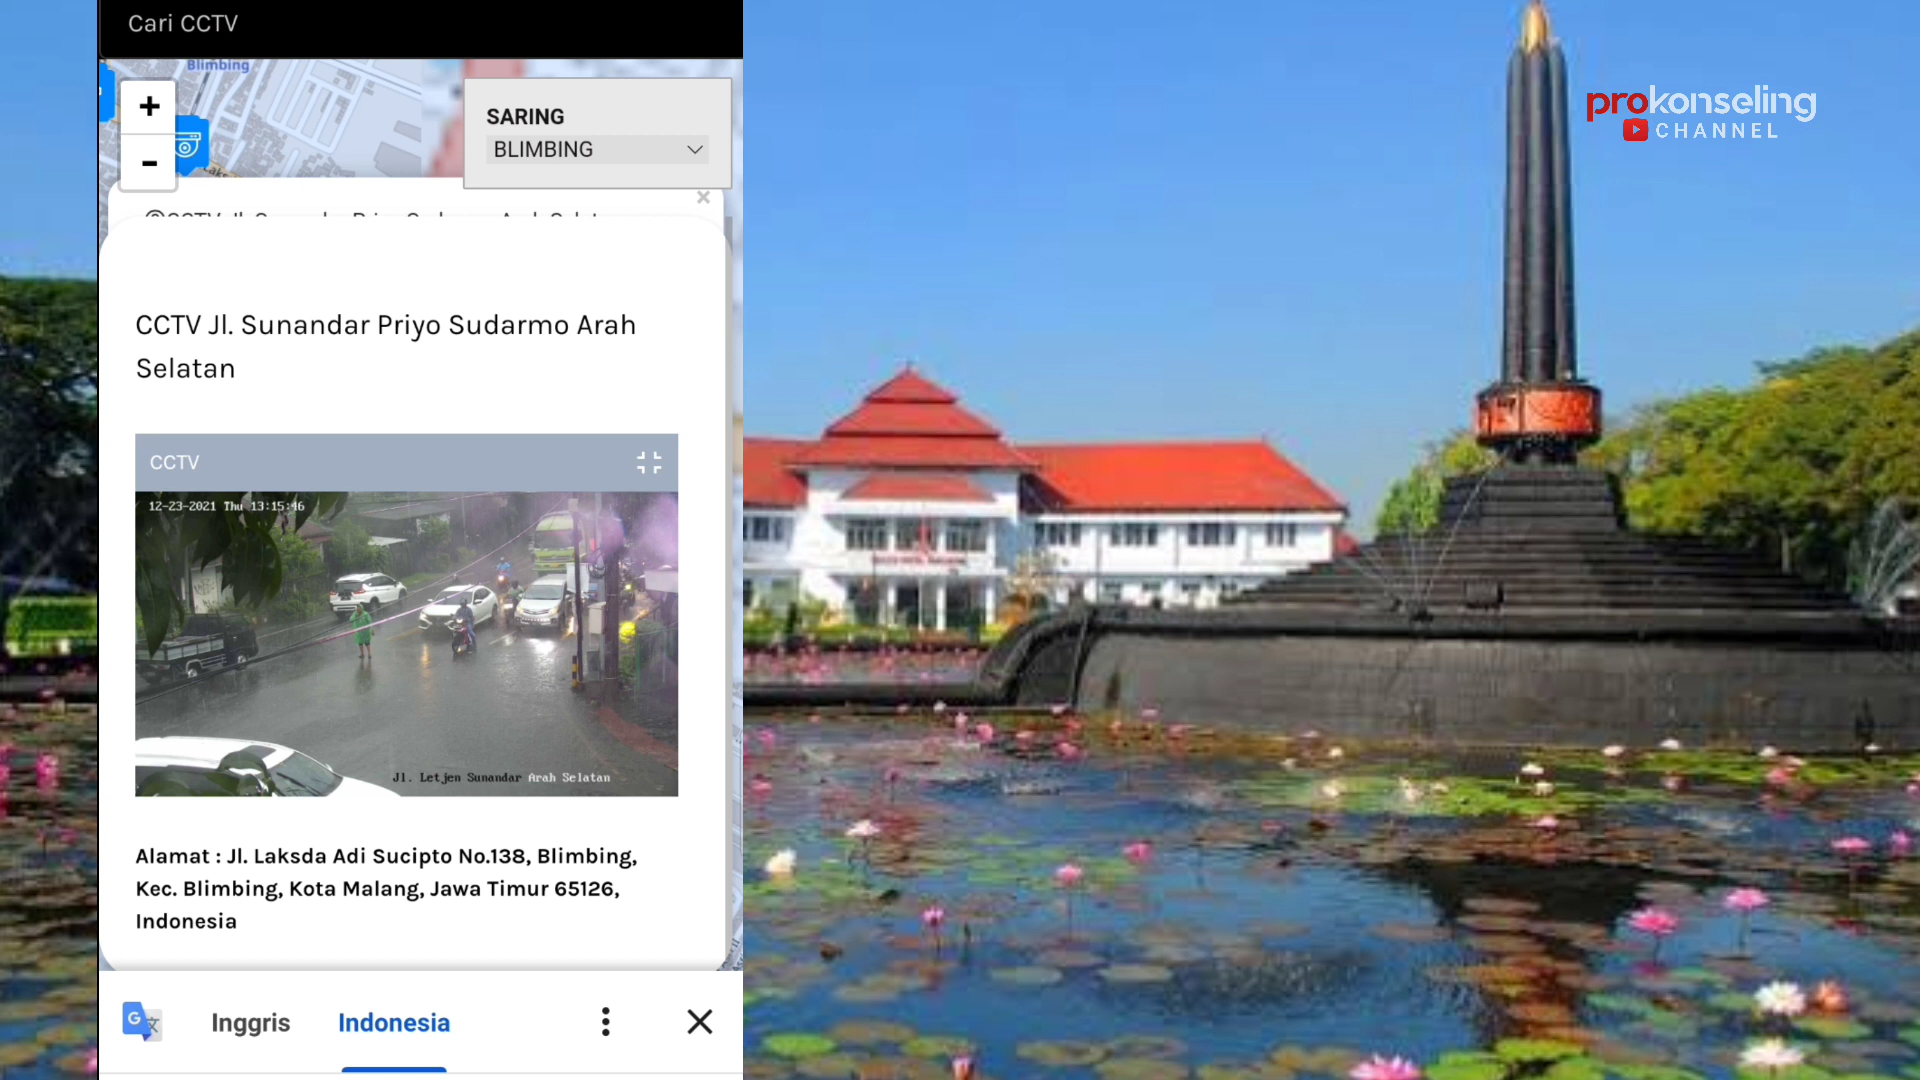 Cari CCTV
Blimbing
+
-
SARING
BLIMBING
×
CCTV Jl. Sunandar Priyo Sudarmo Arah
Selatan
CCTV
12-23-2021 Thu 13:15:46
Jl. Letjen Sunandar Arah Selatan
Alamat : Jl. Laksda Adi Sucipto No.138, Blimbing,
Kec. Blimbing, Kota Malang, Jawa Timur 65126,
Indonesia
G
Inggris
Indonesia
prokonseling
CHANNEL